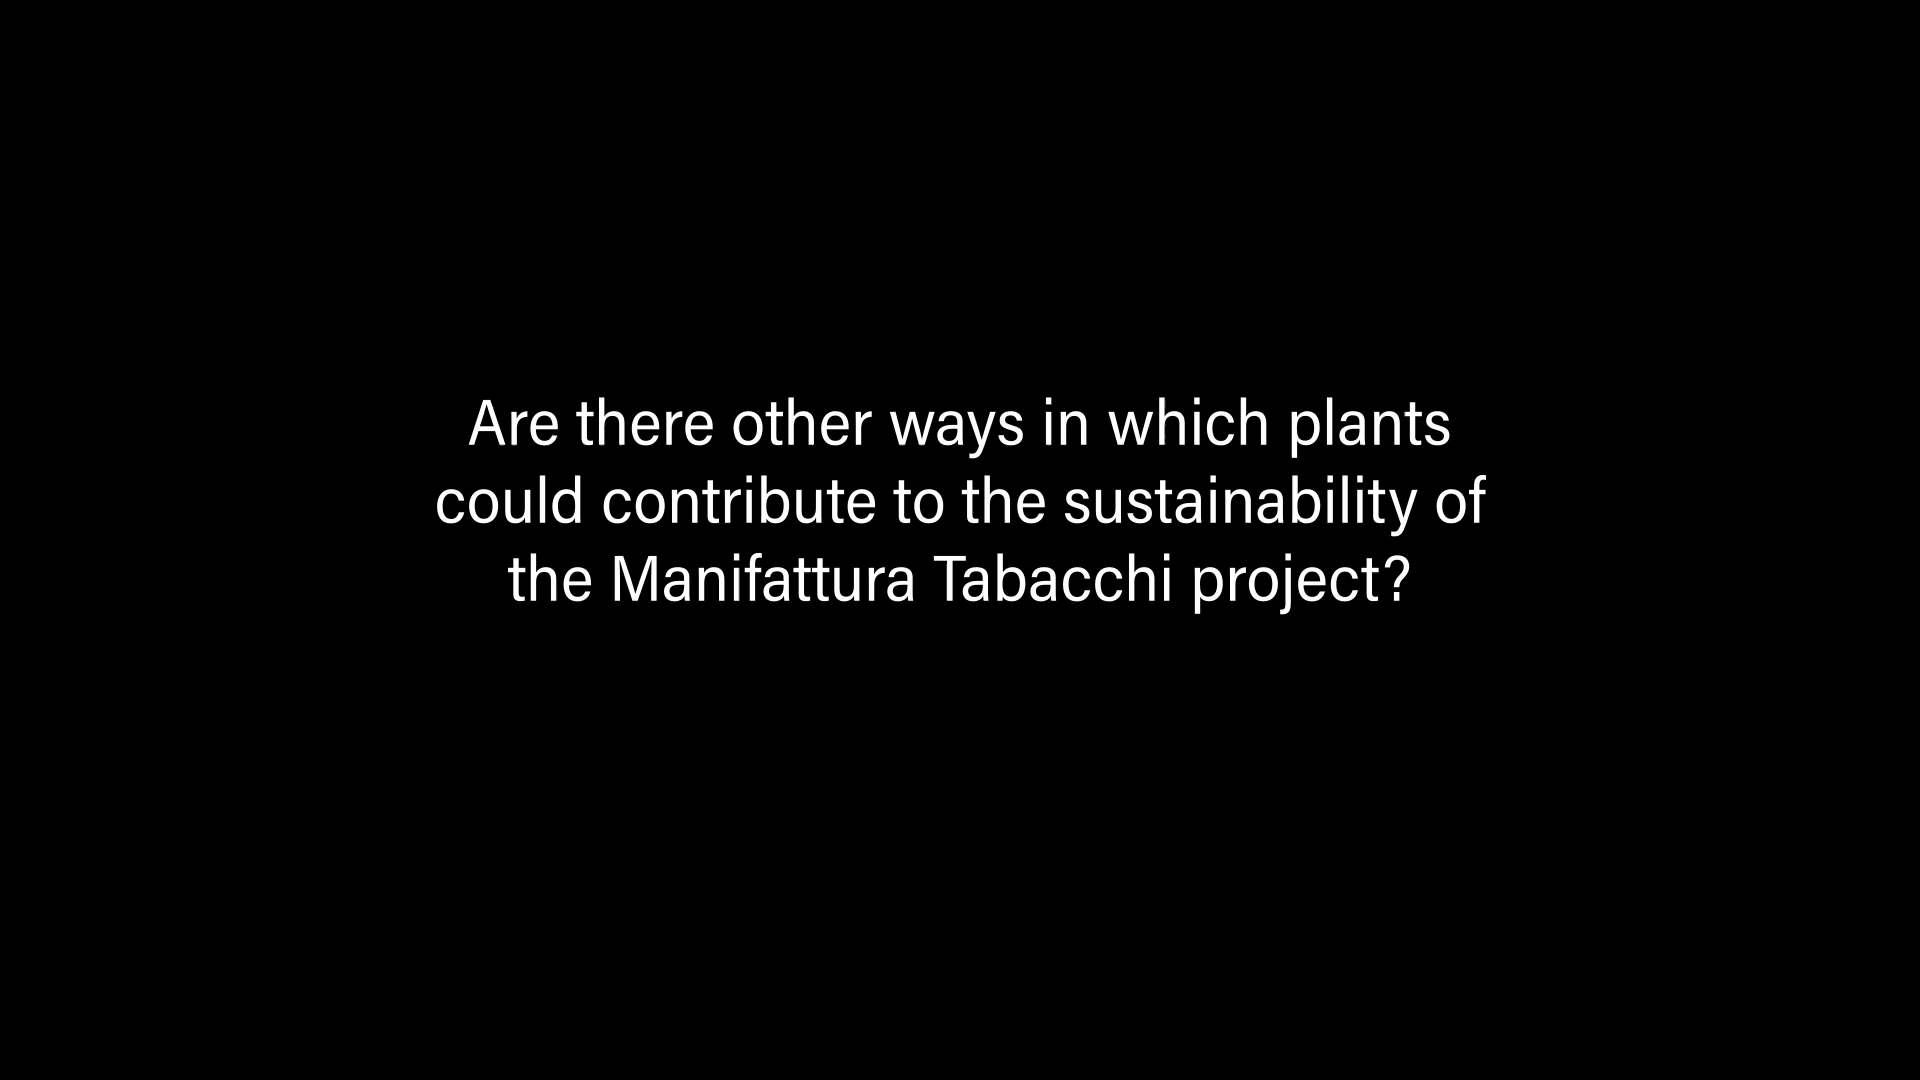 Are there other ways in which plants
could contribute to the sustainability of
the Manifattura Tabacchi project?